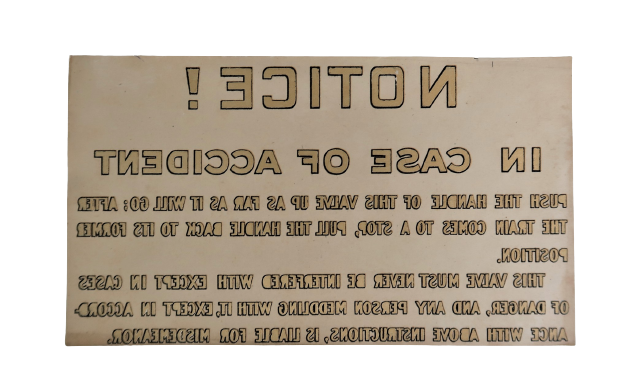 NOTICE!
IN CASE OF ACCIDENT
PUSH THE HANDLE OF THIS VALVE UP AS FAR AS IT WILL GO; AFTER
THE TRAIN COMES TO A STOP, PULL THE HANDLE BACK TO ITS FORMER
POSITION.
THIS VALVE MUST NEVER BE INTERFERED WITH EXCEPT IN CASES
OF DANGER, AND ANY PERSON MEDDLING WITH IT, EXCEPT IN ACCORD-
ANCE WITH ABOVE INSTRUCTIONS, IS LIABLE FOR MISDEMEANOR.